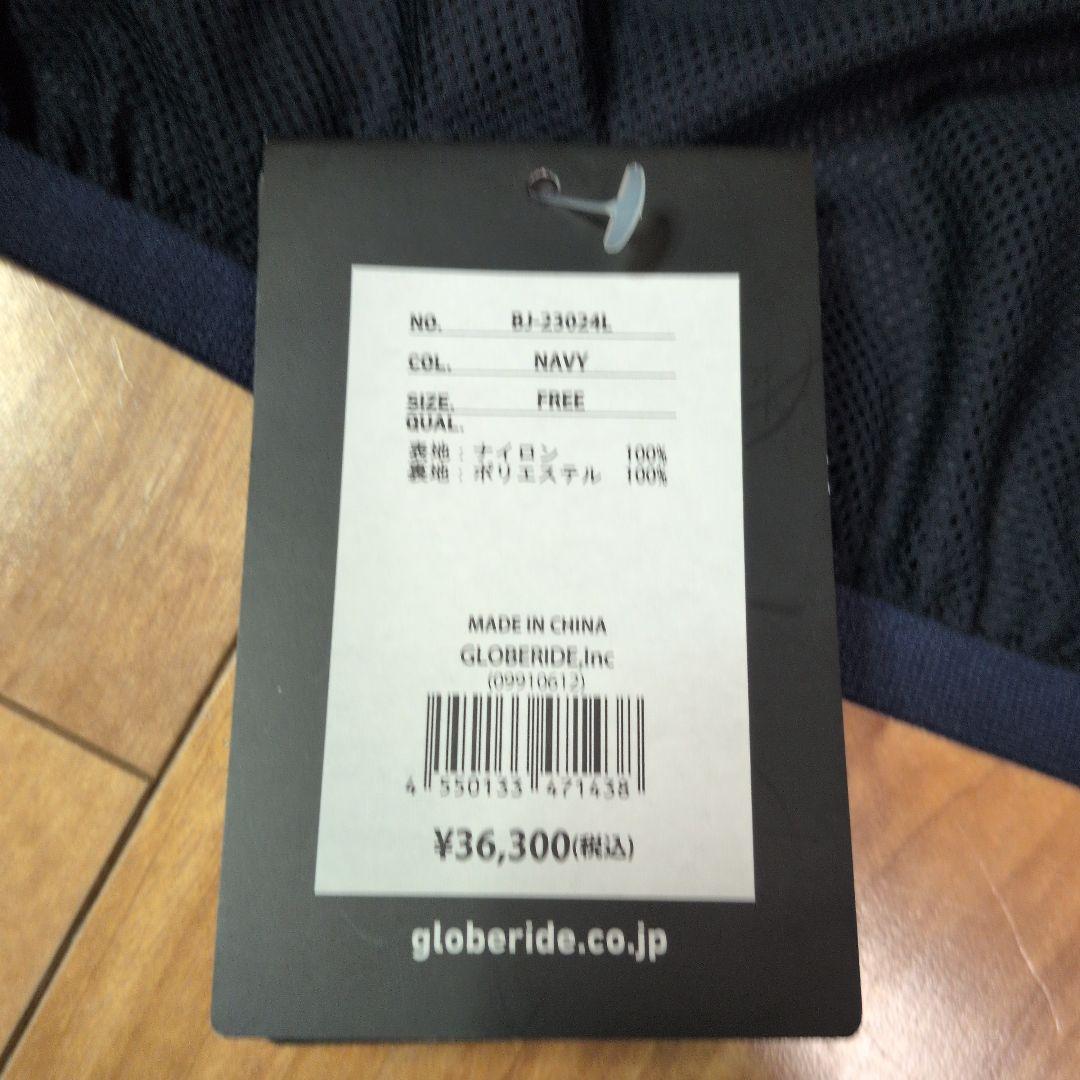 NO. BJ-23024L
COL. NAVY
SIZE. FREE
QUAL.
表地：ナイロン 100%
裏地：ポリエステル 100%
MADE IN CHINA
GLOBERIDE,Inc
(09910612)
4 550133 471438
¥36,300(税込)
globeride.co.jp